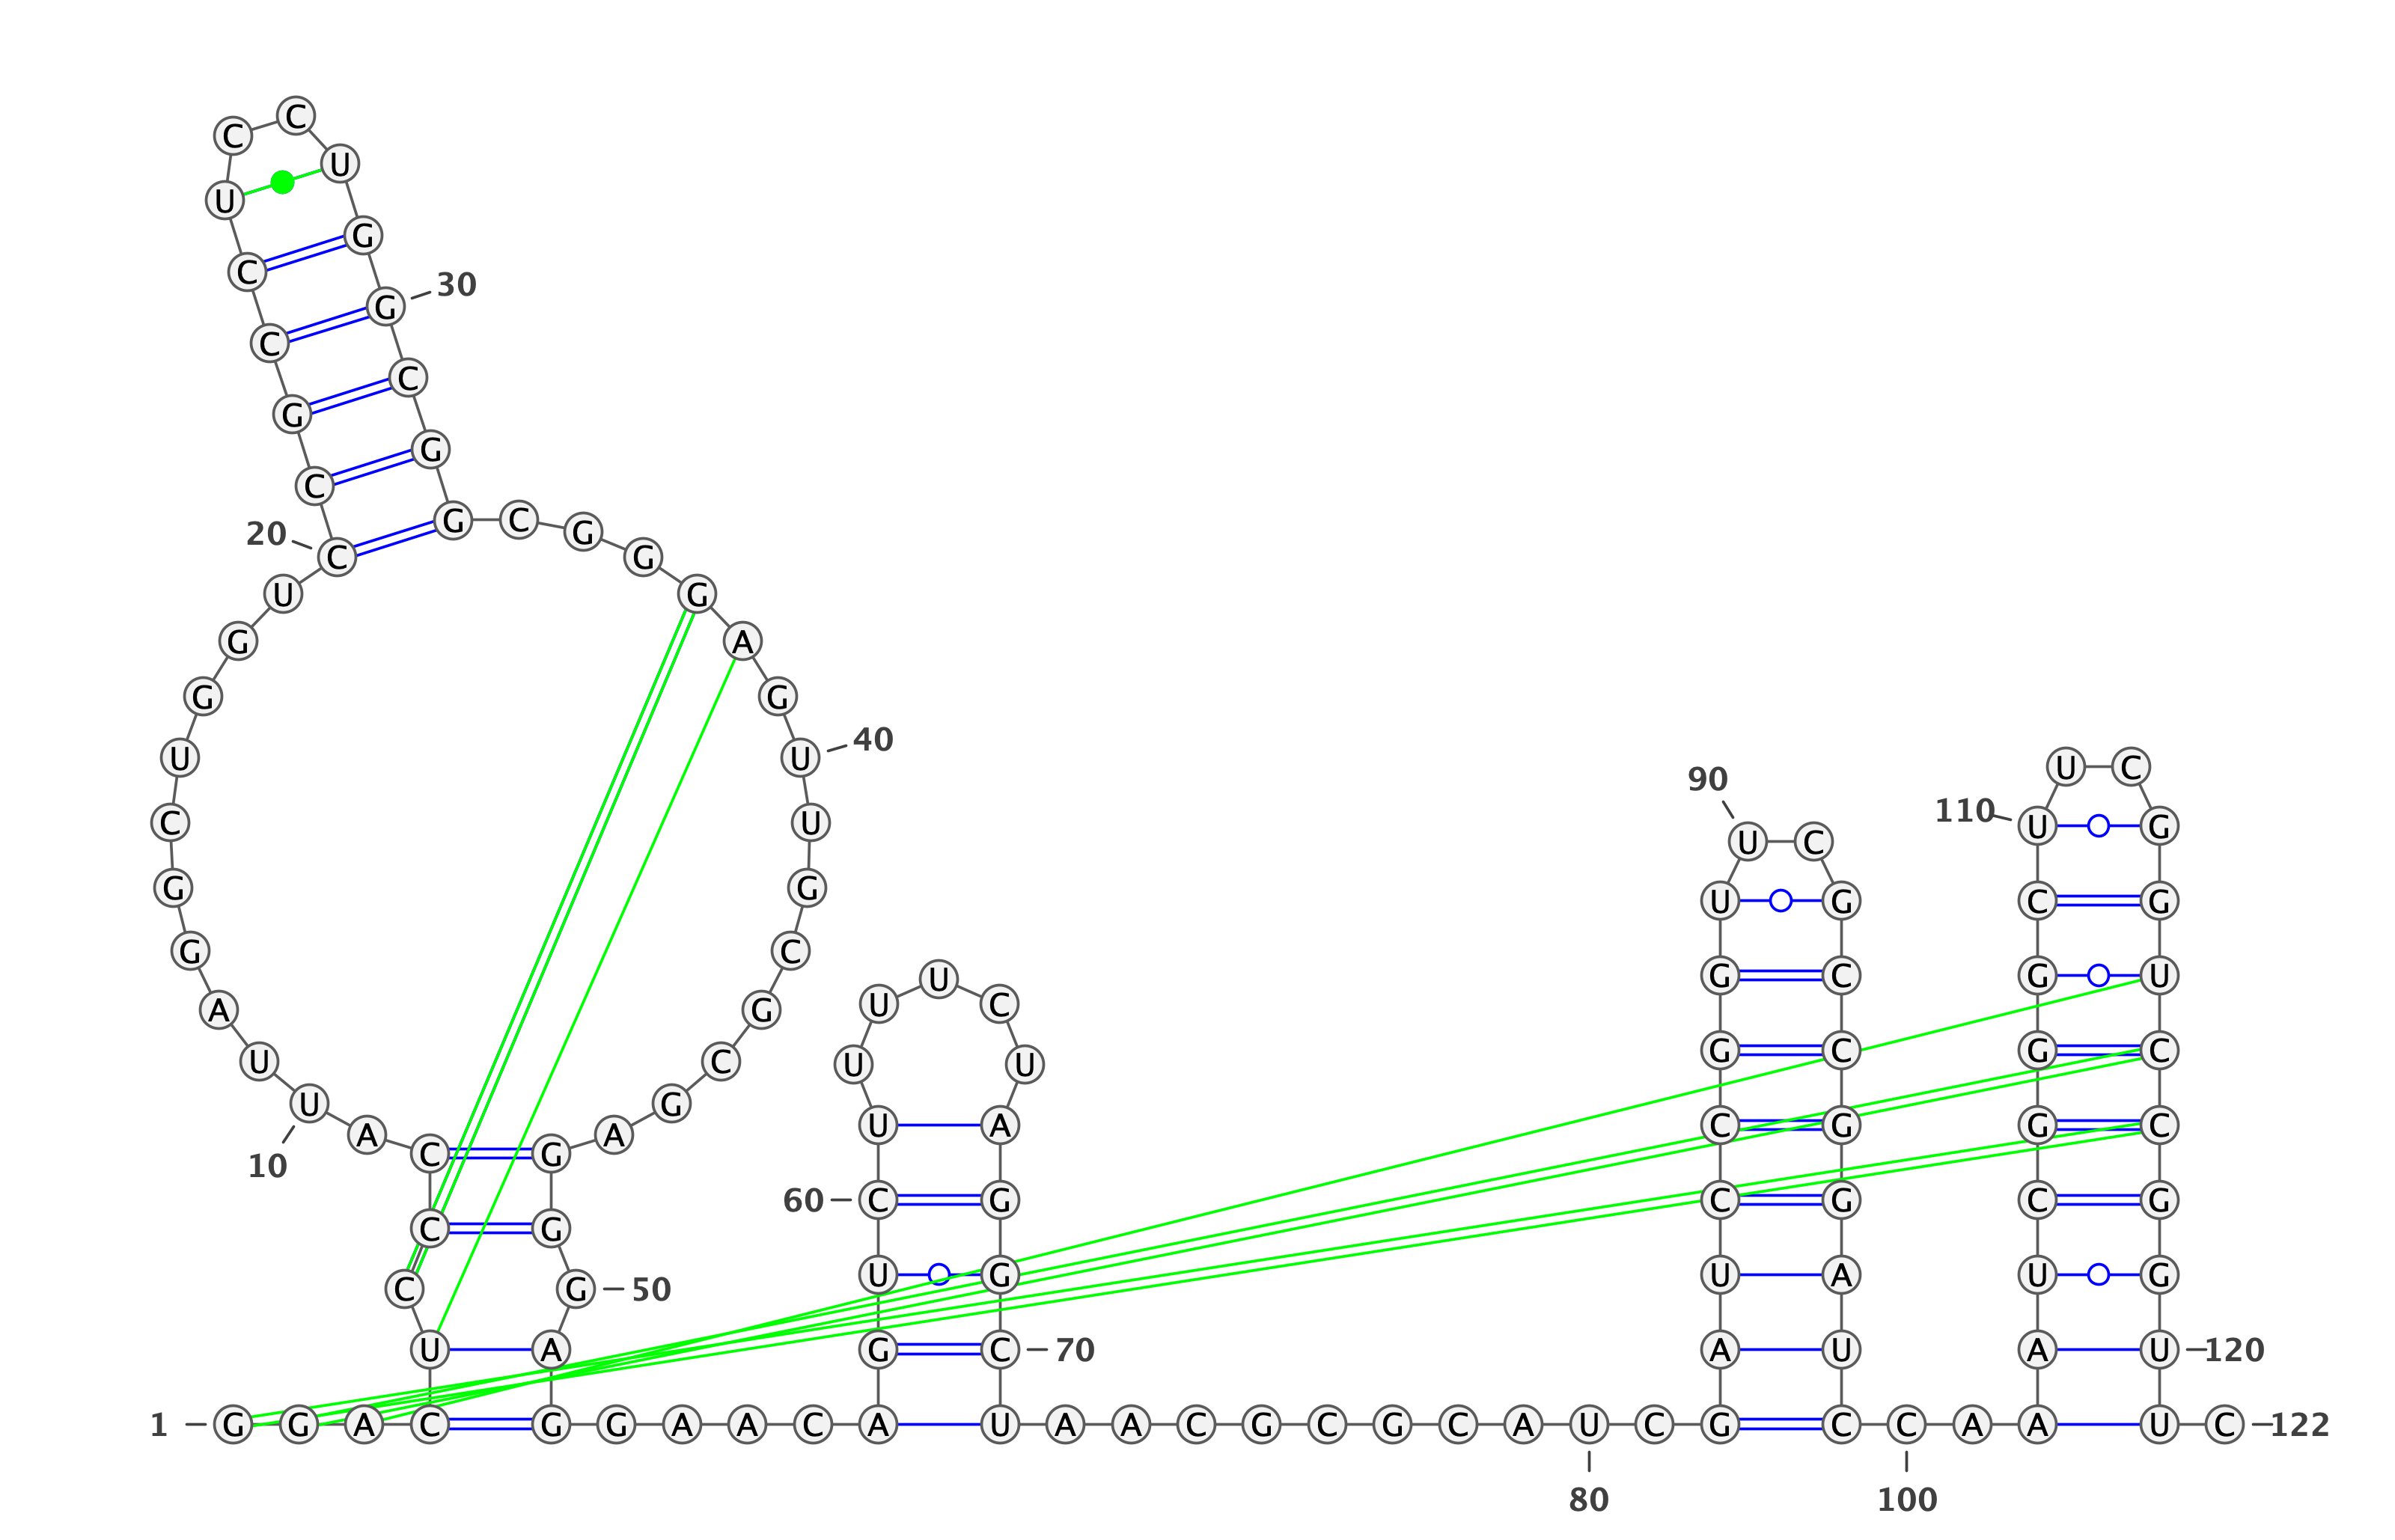 C
C
U
U
G
C
30
G
C
C
G
G
C
G C
G
20
C G
U G
G A
G G
40
U U
U C
90
110
C U U G
U C
G G
U G C G
G C
U G C G U
U C
A G
G C G C
U C U U
U G
U A C G G C
A A
C G
10
60 C G C G C G
C G
U G U A U G
C G 50
U A G C 70 A U A U 120
1 G G A C G G A A C A U A A C G C G C A U C G C C A A U C 122
80 100